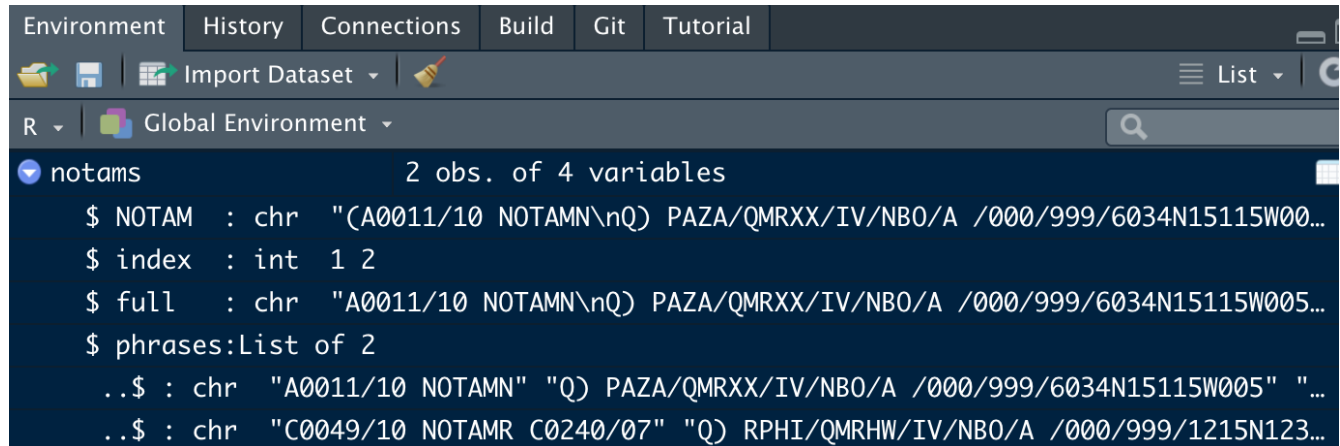 Environment History Connections Build Git Tutorial
Import Dataset List
R Global Environment
notams 2 obs. of 4 variables
$ NOTAM : chr "(A0011/10 NOTAMN\nQ) PAZA/QMRXX/IV/NBO/A /000/999/6034N15115W00…
$ index : int 1 2
$ full : chr "A0011/10 NOTAMN\nQ) PAZA/QMRXX/IV/NBO/A /000/999/6034N15115W005…
$ phrases:List of 2
..$ : chr "A0011/10 NOTAMN" "Q) PAZA/QMRXX/IV/NBO/A /000/999/6034N15115W005" "…
..$ : chr "C0049/10 NOTAMR C0240/07" "Q) RPHI/QMRHW/IV/NBO/A /000/999/1215N123…